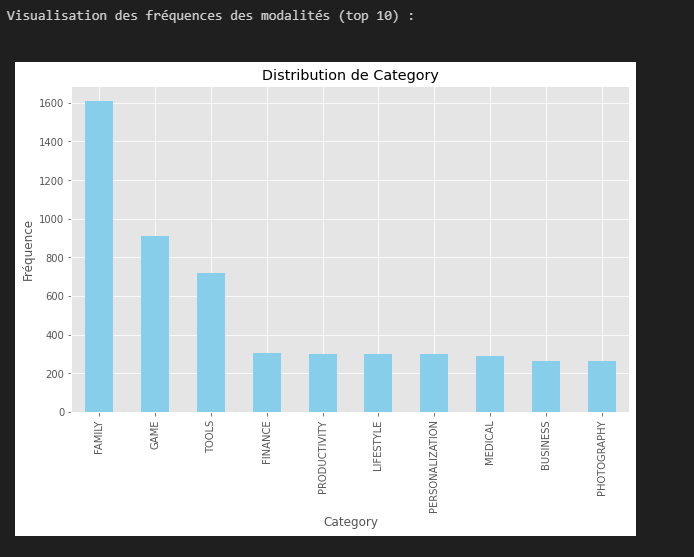 Visualisation des fréquences des modalités (top 10) :
Distribution de Category
Fréquence
1600
1400
1200
1000
800
600
400
200
0
FAMILY
GAME
TOOLS
FINANCE
PRODUCTIVITY
LIFESTYLE
PERSONALIZATION
MEDICAL
BUSINESS
PHOTOGRAPHY
Category